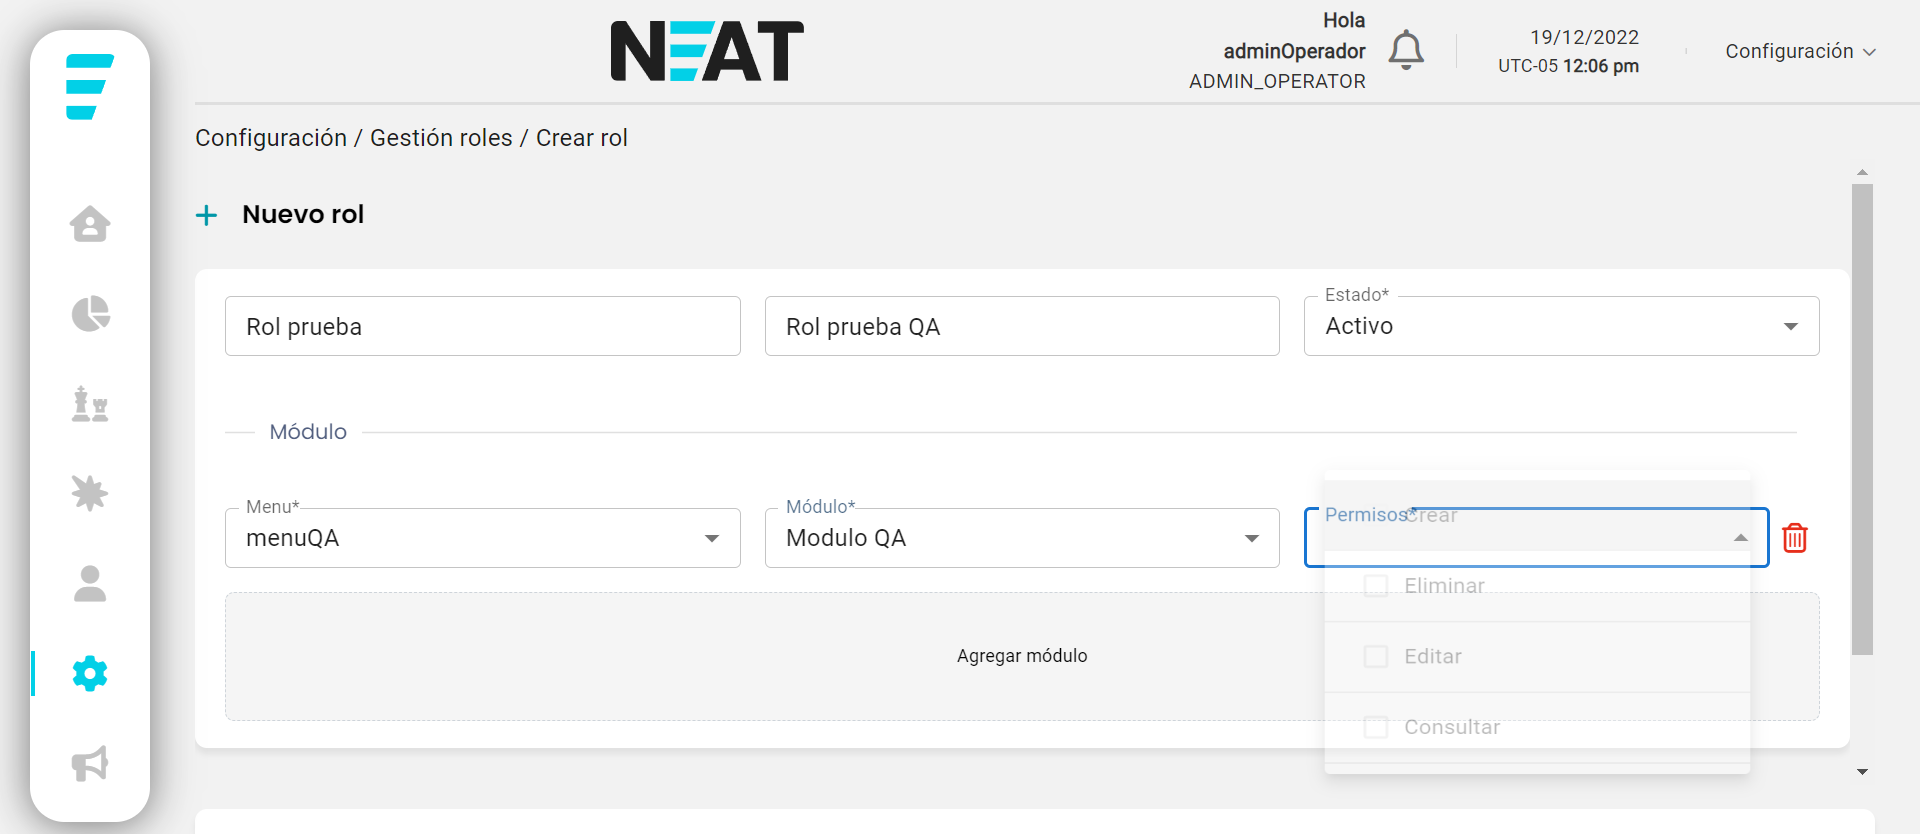 NEAT
Hola
adminOperador
ADMIN_OPERATOR
19/12/2022
UTC-05 12:06 pm
Configuración
Configuración / Gestión roles / Crear rol
+ Nuevo rol
Rol prueba
Rol prueba QA
Estado*
Activo
Módulo
Menu*
menuQA
Módulo*
Modulo QA
Permisos*
Crear
Eliminar
Editar
Consultar
Agregar módulo